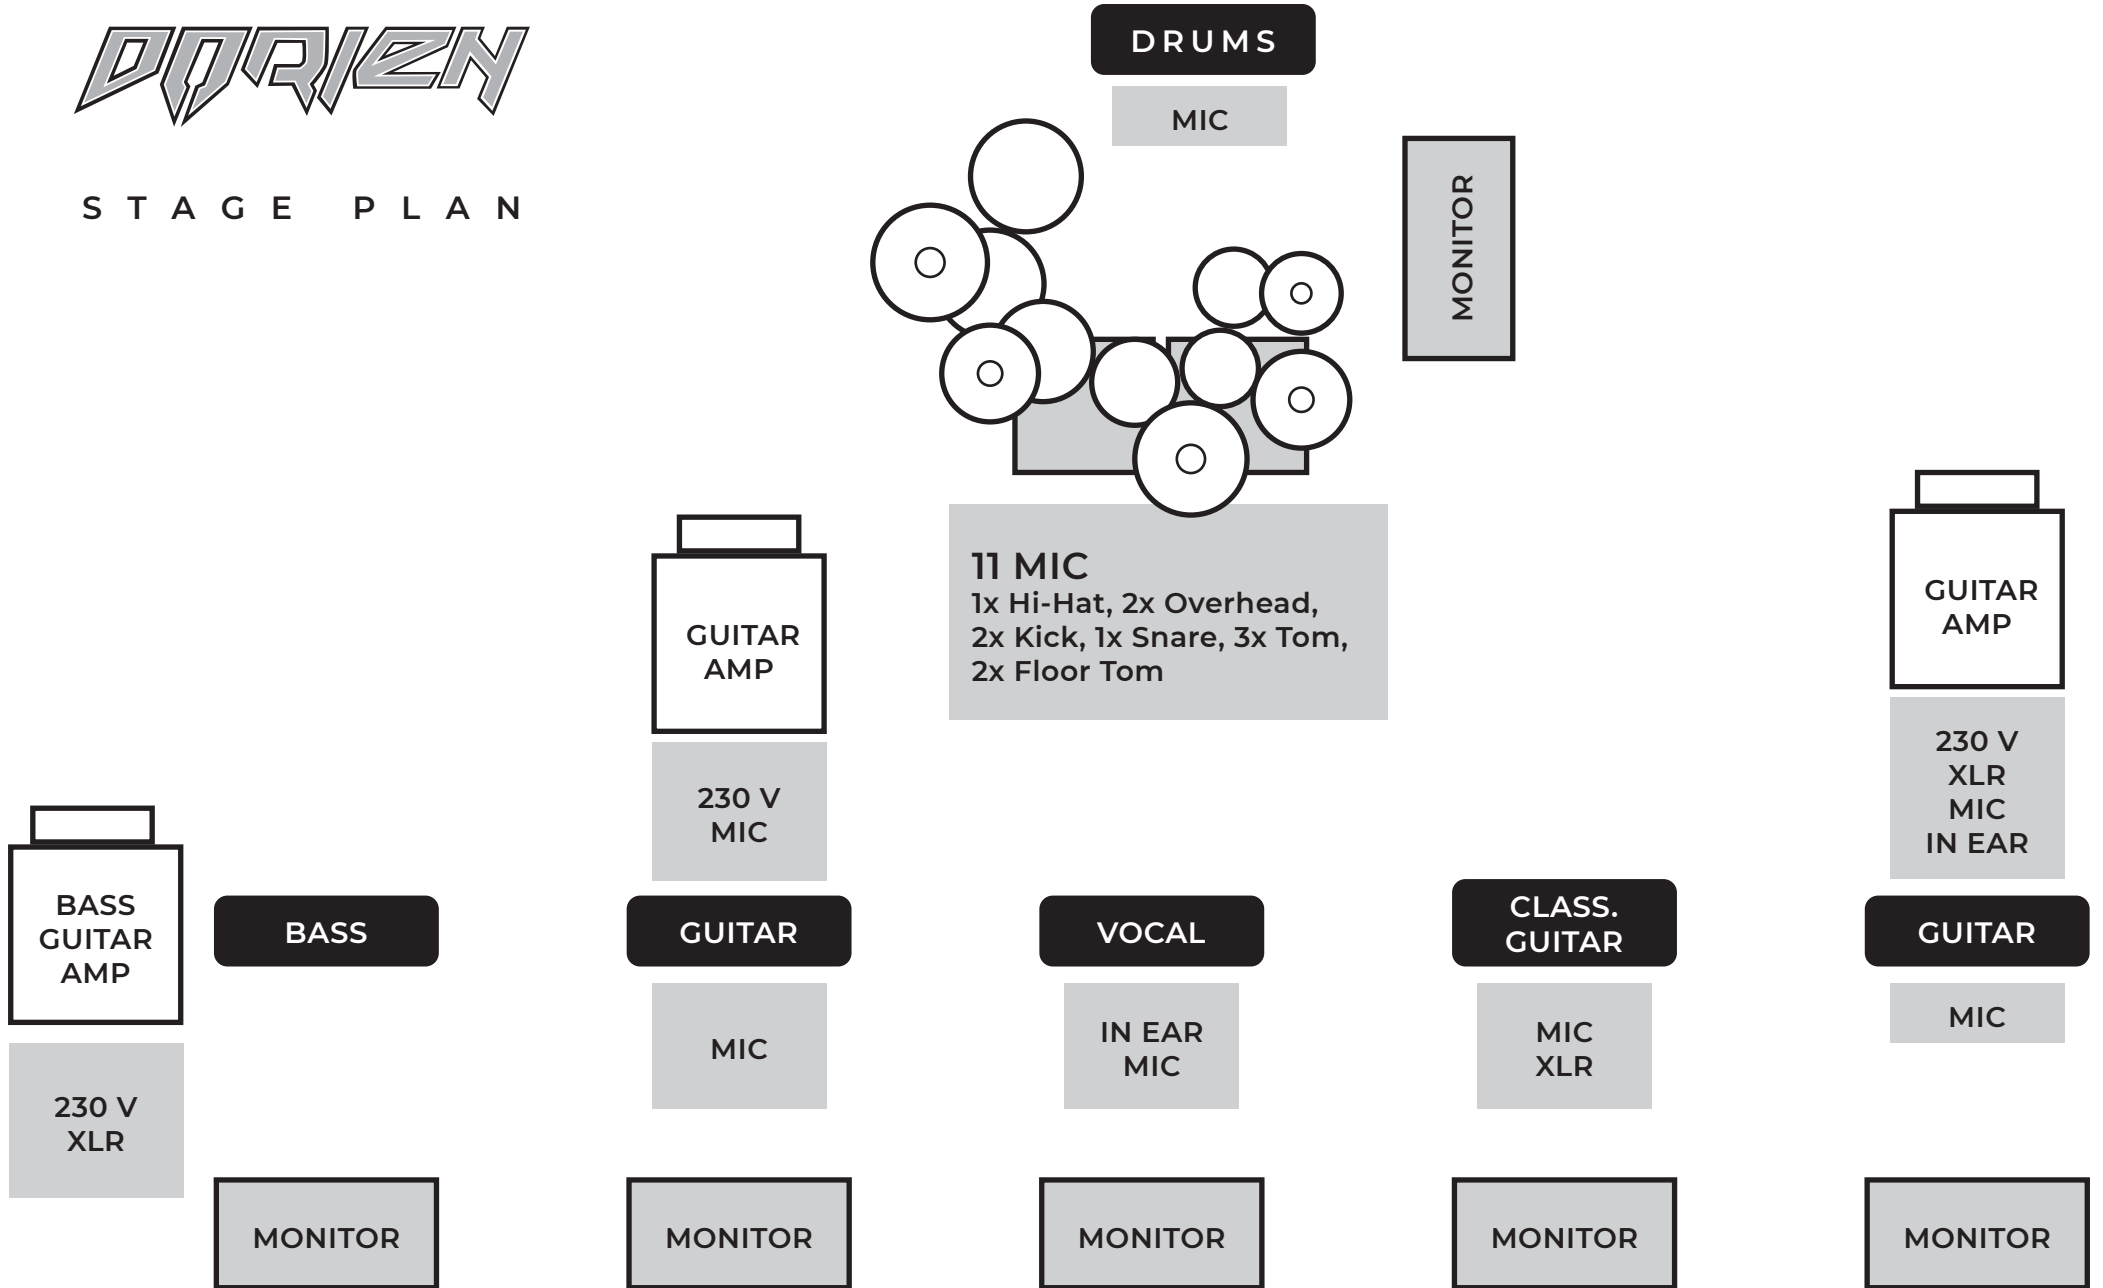 DORIEN
STAGE PLAN
DRUMS
MIC
MONITOR
11 MIC
1x Hi-Hat, 2x Overhead,
2x Kick, 1x Snare, 3x Tom,
2x Floor Tom
GUITAR
AMP
230 V
MIC
GUITAR
AMP
230 V
XLR
MIC
IN EAR
BASS
GUITAR
AMP
230 V
XLR
BASS
GUITAR
MIC
VOCAL
IN EAR
MIC
CLASS.
GUITAR
MIC
XLR
GUITAR
MIC
MONITOR
MONITOR
MONITOR
MONITOR
MONITOR